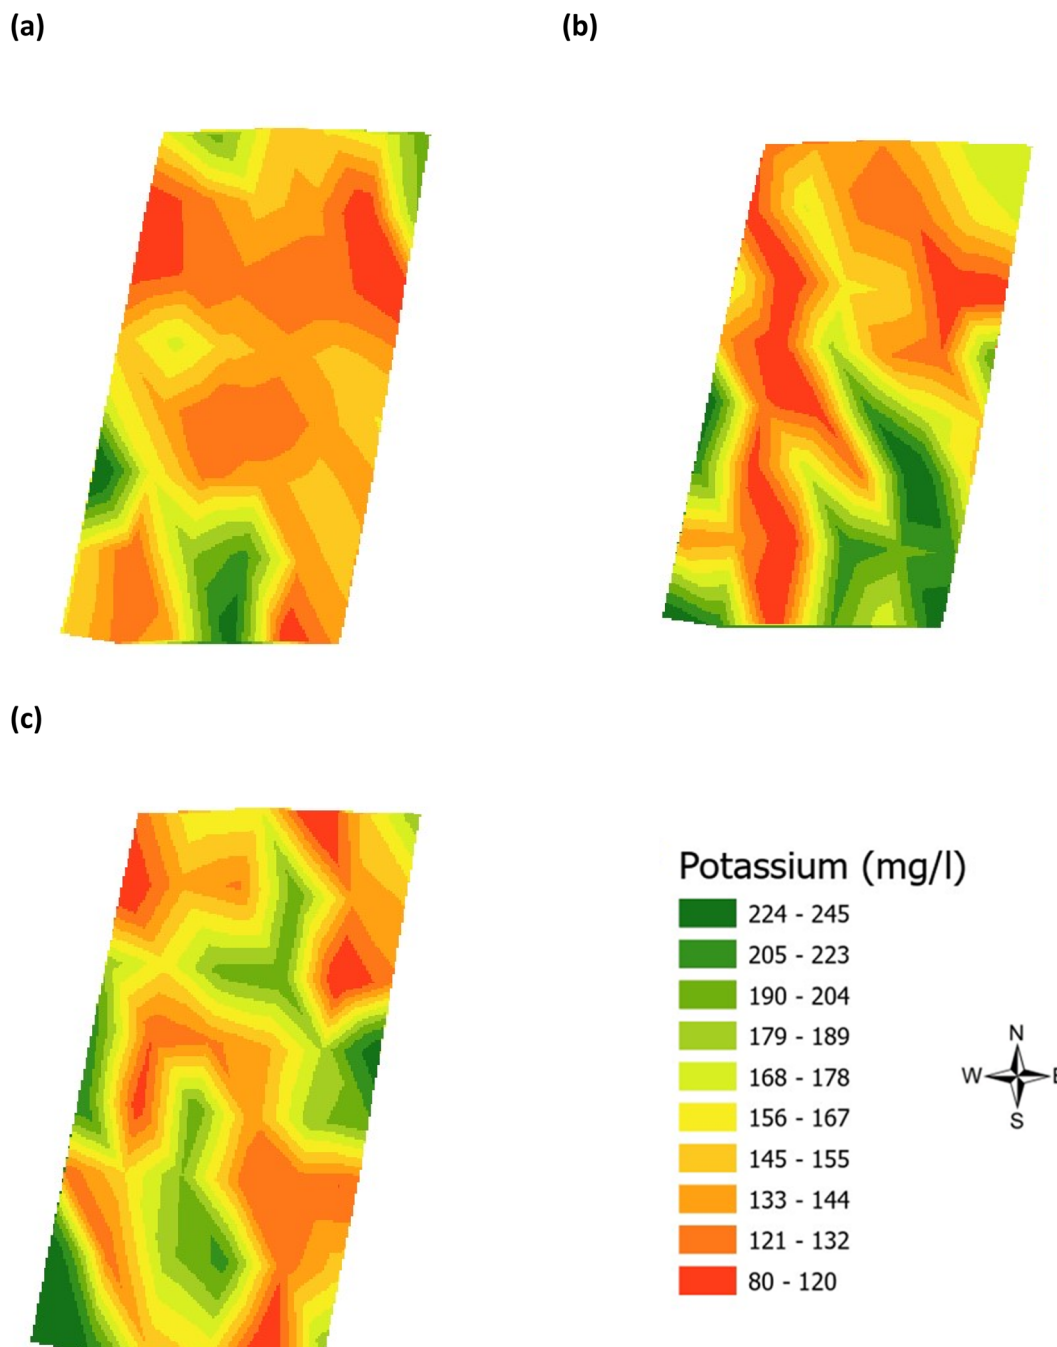 (a)
(b)
(c)
Potassium (mg/l)
224 - 245
205 - 223
190 - 204
179 - 189
168 - 178
156 - 167
145 - 155
133 - 144
121 - 132
80 - 120
N
W E
S